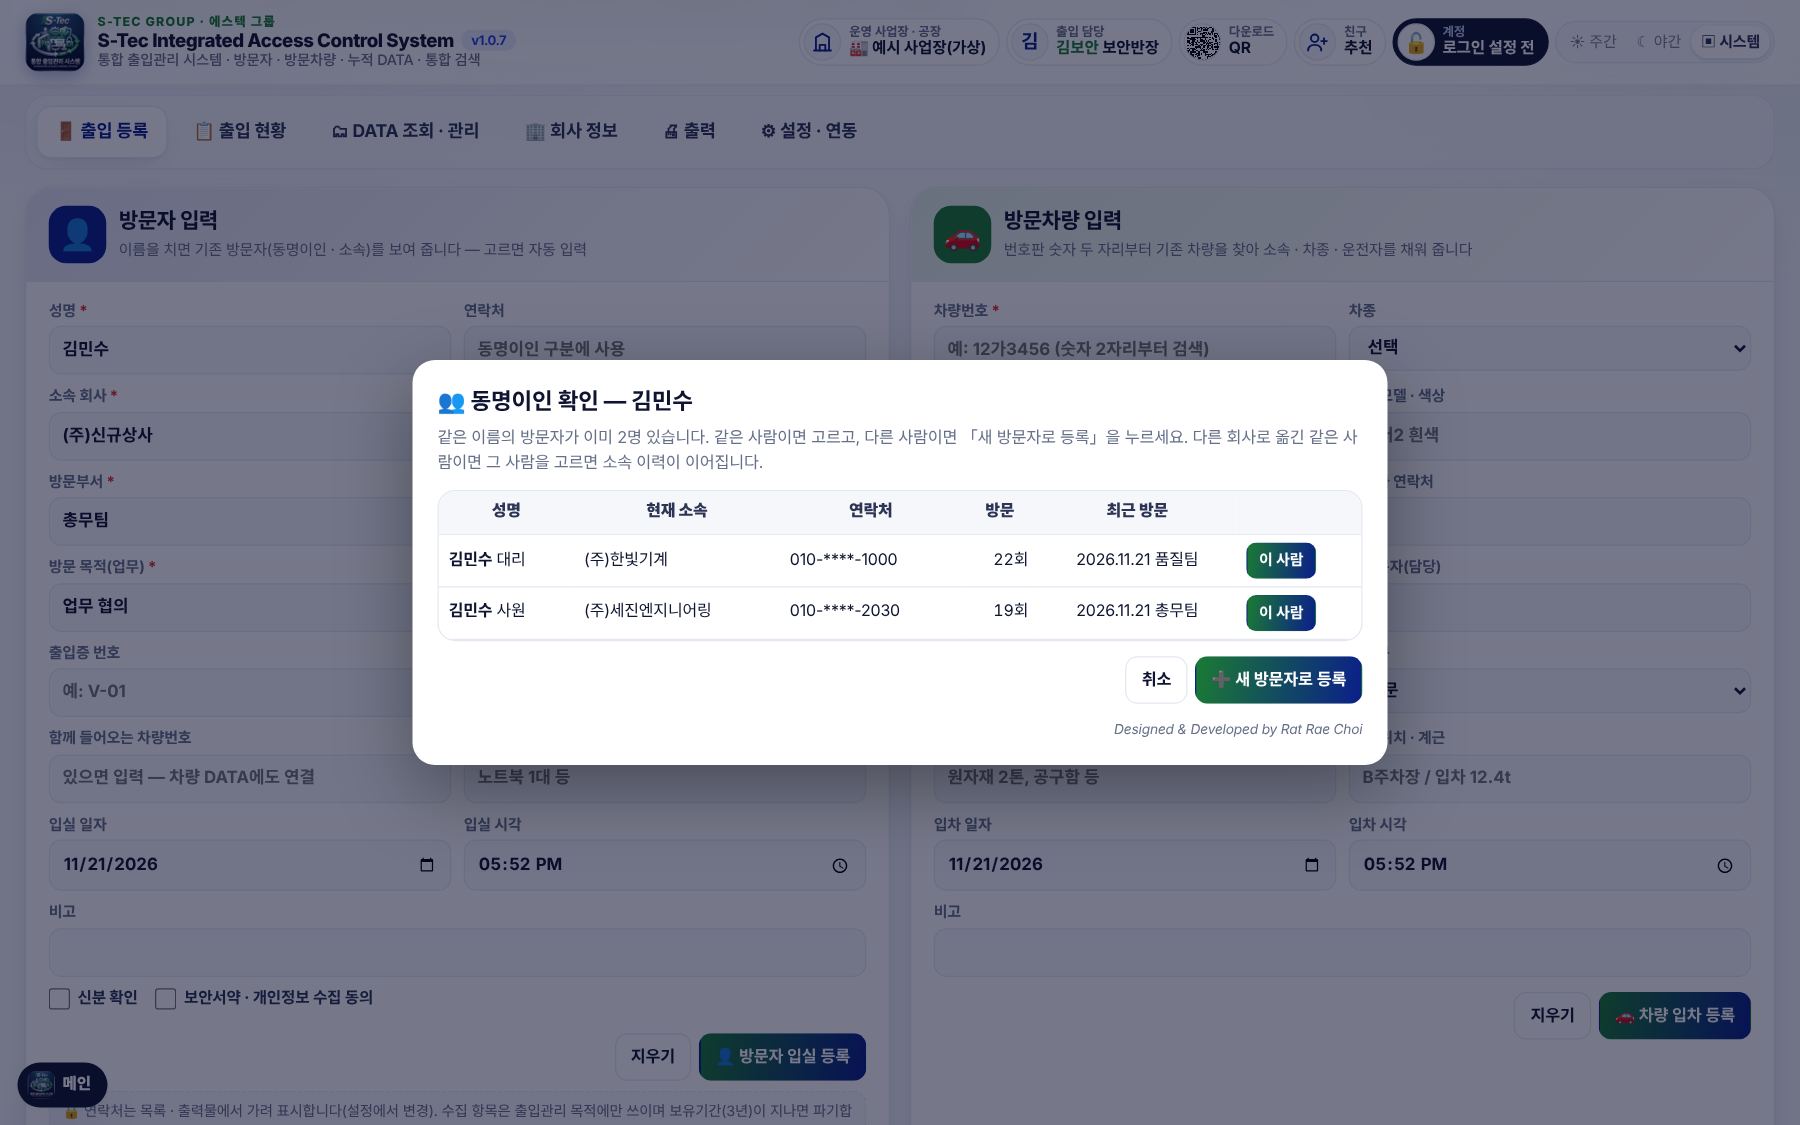 S-TEC GROUP · 에스텍 그룹
S-Tec Integrated Access Control System v1.0.7
통합 출입관리 시스템 · 방문자 · 방문차량 · 누적 DATA · 통합 검색
운영 사업장 · 공장
예시 사업장(가상)
김
출입 담당
김보안 보안반장
다운로드
QR
친구
추천
계정
로그인 설정 전
주간
야간
시스템
출입 등록
출입 현황
DATA 조회 · 관리
회사 정보
출력
설정 · 연동
방문자 입력
이름을 치면 기존 방문자(동명이인 · 소속)를 보여 줍니다 — 고르면 자동 입력
방문차량 입력
번호판 숫자 두 자리부터 기존 차량을 찾아 소속 · 차종 · 운전자를 채워 줍니다
성명 *
연락처
차량번호 *
차종
김민수
동명이인 구분에 사용
예: 12가3456 (숫자 2자리부터 검색)
선택
소속 회사 *
모델 · 색상
(주)신규상사
흰색
방문부서 *
연락처
총무팀
방문 목적(업무) *
(담당)
업무 협의
출입증 번호
예: V-01
함께 들어오는 차량번호
· 계근
있으면 입력 — 차량 DATA에도 연결
노트북 1대 등
원자재 2톤, 공구함 등
B주차장 / 입차 12.4t
동명이인 확인 — 김민수
같은 이름의 방문자가 이미 2명 있습니다. 같은 사람이면 고르고, 다른 사람이면 「새 방문자로 등록」을 누르세요. 다른 회사로 옮긴 같은 사
람이면 그 사람을 고르면 소속 이력이 이어집니다.
성명 현재 소속 연락처 방문 최근 방문
김민수 대리 (주)한빛기계 010-****-1000 22회 2026.11.21 품질팀 이 사람
김민수 사원 (주)세진엔지니어링 010-****-2030 19회 2026.11.21 총무팀 이 사람
취소
새 방문자로 등록
Designed & Developed by Rat Rae Choi
입실 일자
입실 시각
입차 일자
입차 시각
11/21/2026
05:52 PM
11/21/2026
05:52 PM
비고
비고
신분 확인
보안서약 · 개인정보 수집 동의
지우기
방문자 입실 등록
지우기
차량 입차 등록
메인
연락처는 목록 · 출력물에서 가려 표시합니다(설정에서 변경). 수집 항목은 출입관리 목적에만 쓰이며 보유기간(3년)이 지나면 파기합